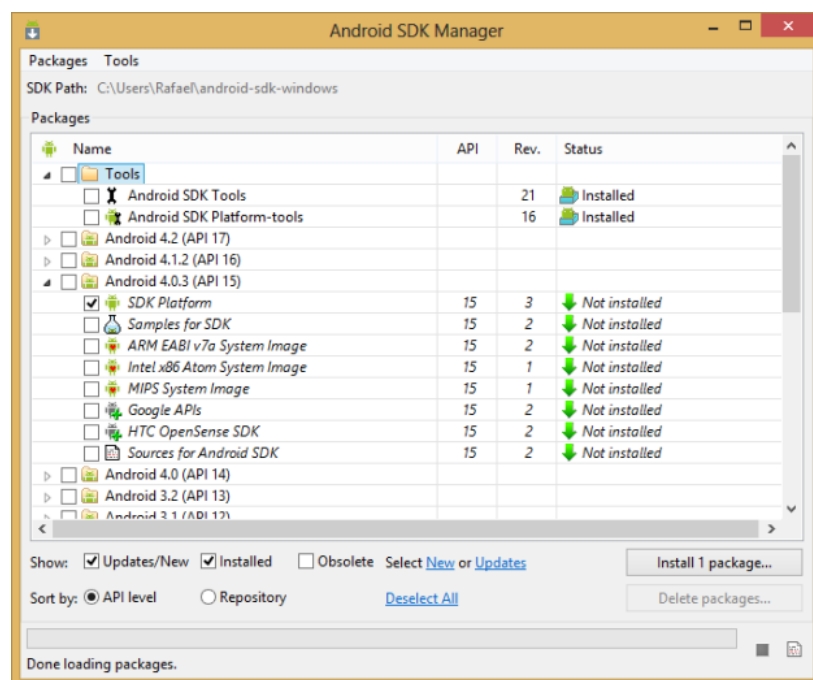 Android SDK Manager
Packages Tools
SDK Path: C:\Users\Rafael\android-sdk-windows
Packages
Name API Rev. Status
Tools
Android SDK Tools 21 Installed
Android SDK Platform-tools 16 Installed
Android 4.2 (API 17)
Android 4.1.2 (API 16)
Android 4.0.3 (API 15)
SDK Platform 15 3 Not installed
Samples for SDK 15 2 Not installed
ARM EABI v7a System Image 15 2 Not installed
Intel x86 Atom System Image 15 1 Not installed
MIPS System Image 15 1 Not installed
Google APIs 15 2 Not installed
HTC OpenSense SDK 15 2 Not installed
Sources for Android SDK 15 2 Not installed
Android 4.0 (API 14)
Android 3.2 (API 13)
Android 3.1 (API 12)
Show: Updates/New Installed Obsolete Select New or Updates Install 1 package...
Sort by: API level Repository Deselect All Delete packages...
Done loading packages.